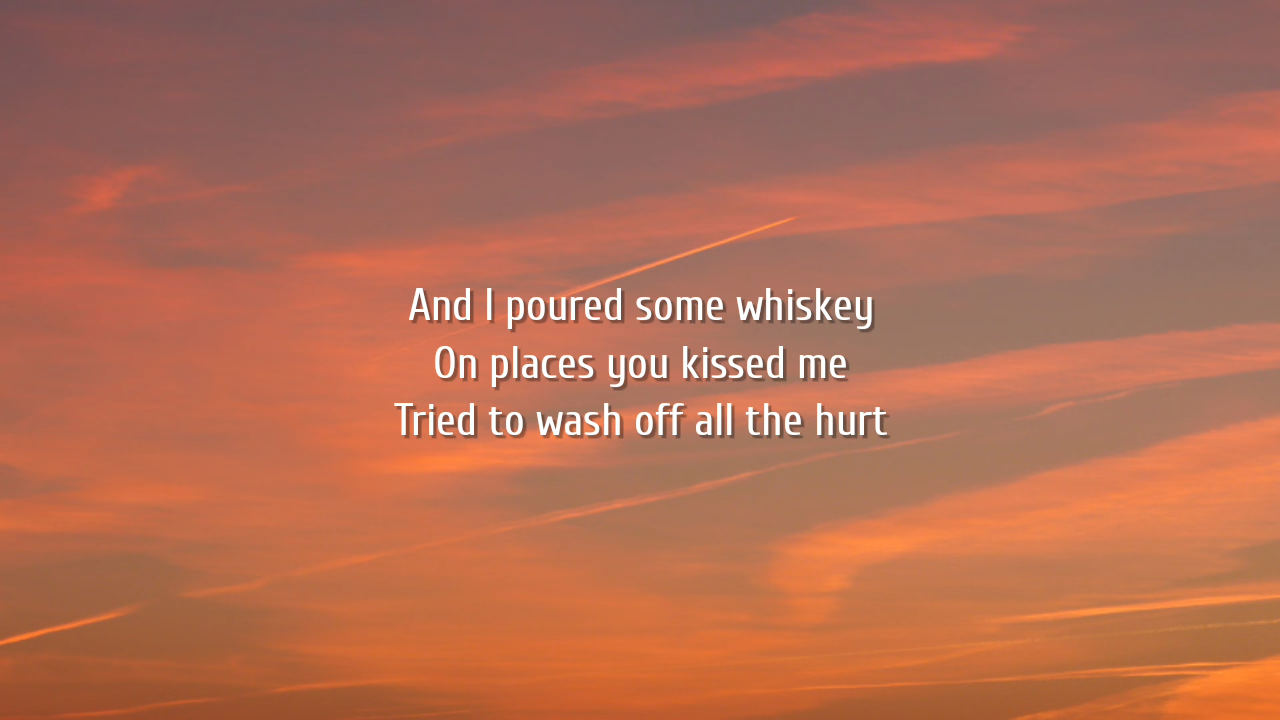 And I poured some whiskey
On places you kissed me
Tried to wash off all the hurt